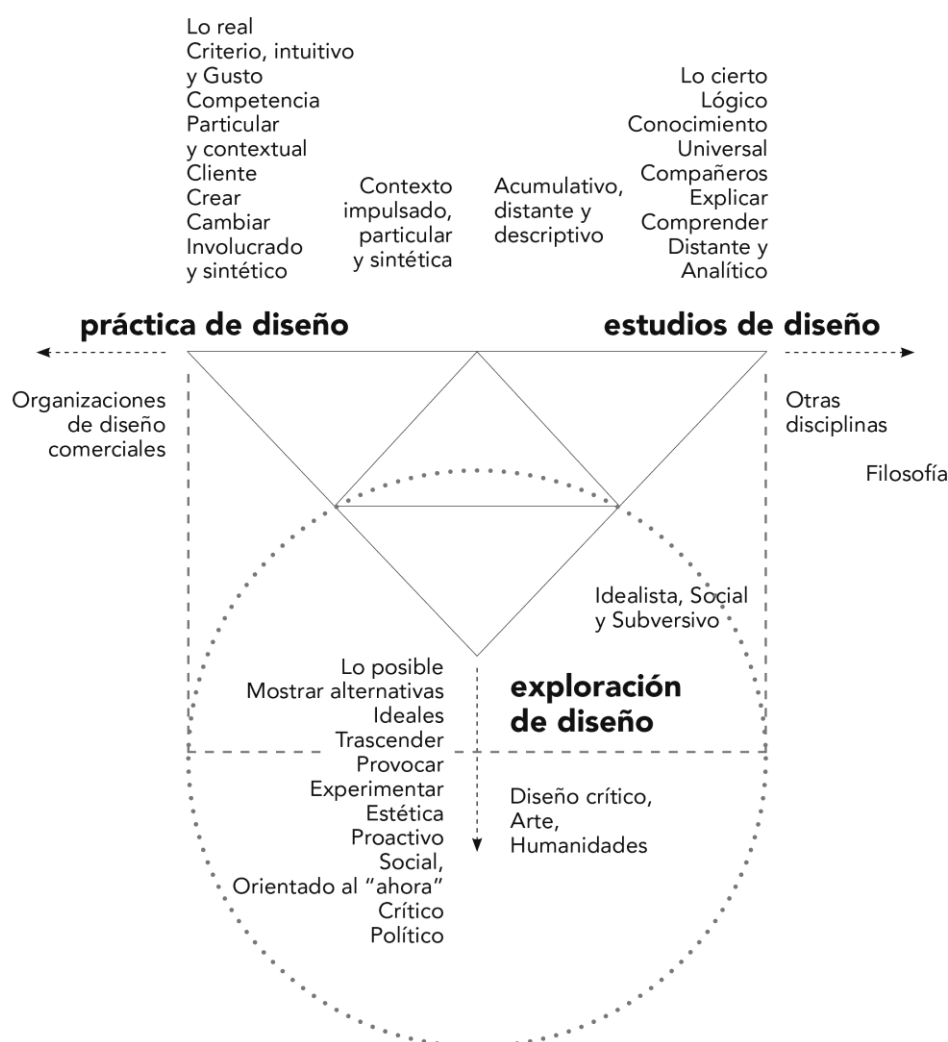 Lo real
Criterio, intuitivo
y Gusto
Competencia
Particular
y contextual
Cliente
Crear
Cambiar
Involucrado
y sintético
Contexto
impulsado,
particular
y sintética
Acumulativo,
distante y
descriptivo
Lo cierto
Lógico
Conocimiento
Universal
Compañeros
Explicar
Comprender
Distante y
Analítico
práctica de diseño
estudios de diseño
Organizaciones
de diseño
comerciales
Otras
disciplinas
Filosofía
Idealista, Social
y Subversivo
Lo posible
Mostrar alternativas
Ideales
Trascender
Provocar
Experimentar
Estética
Proactivo
Social,
Orientado al “ahora”
Crítico
Político
exploración
de diseño
Diseño crítico,
Arte,
Humanidades